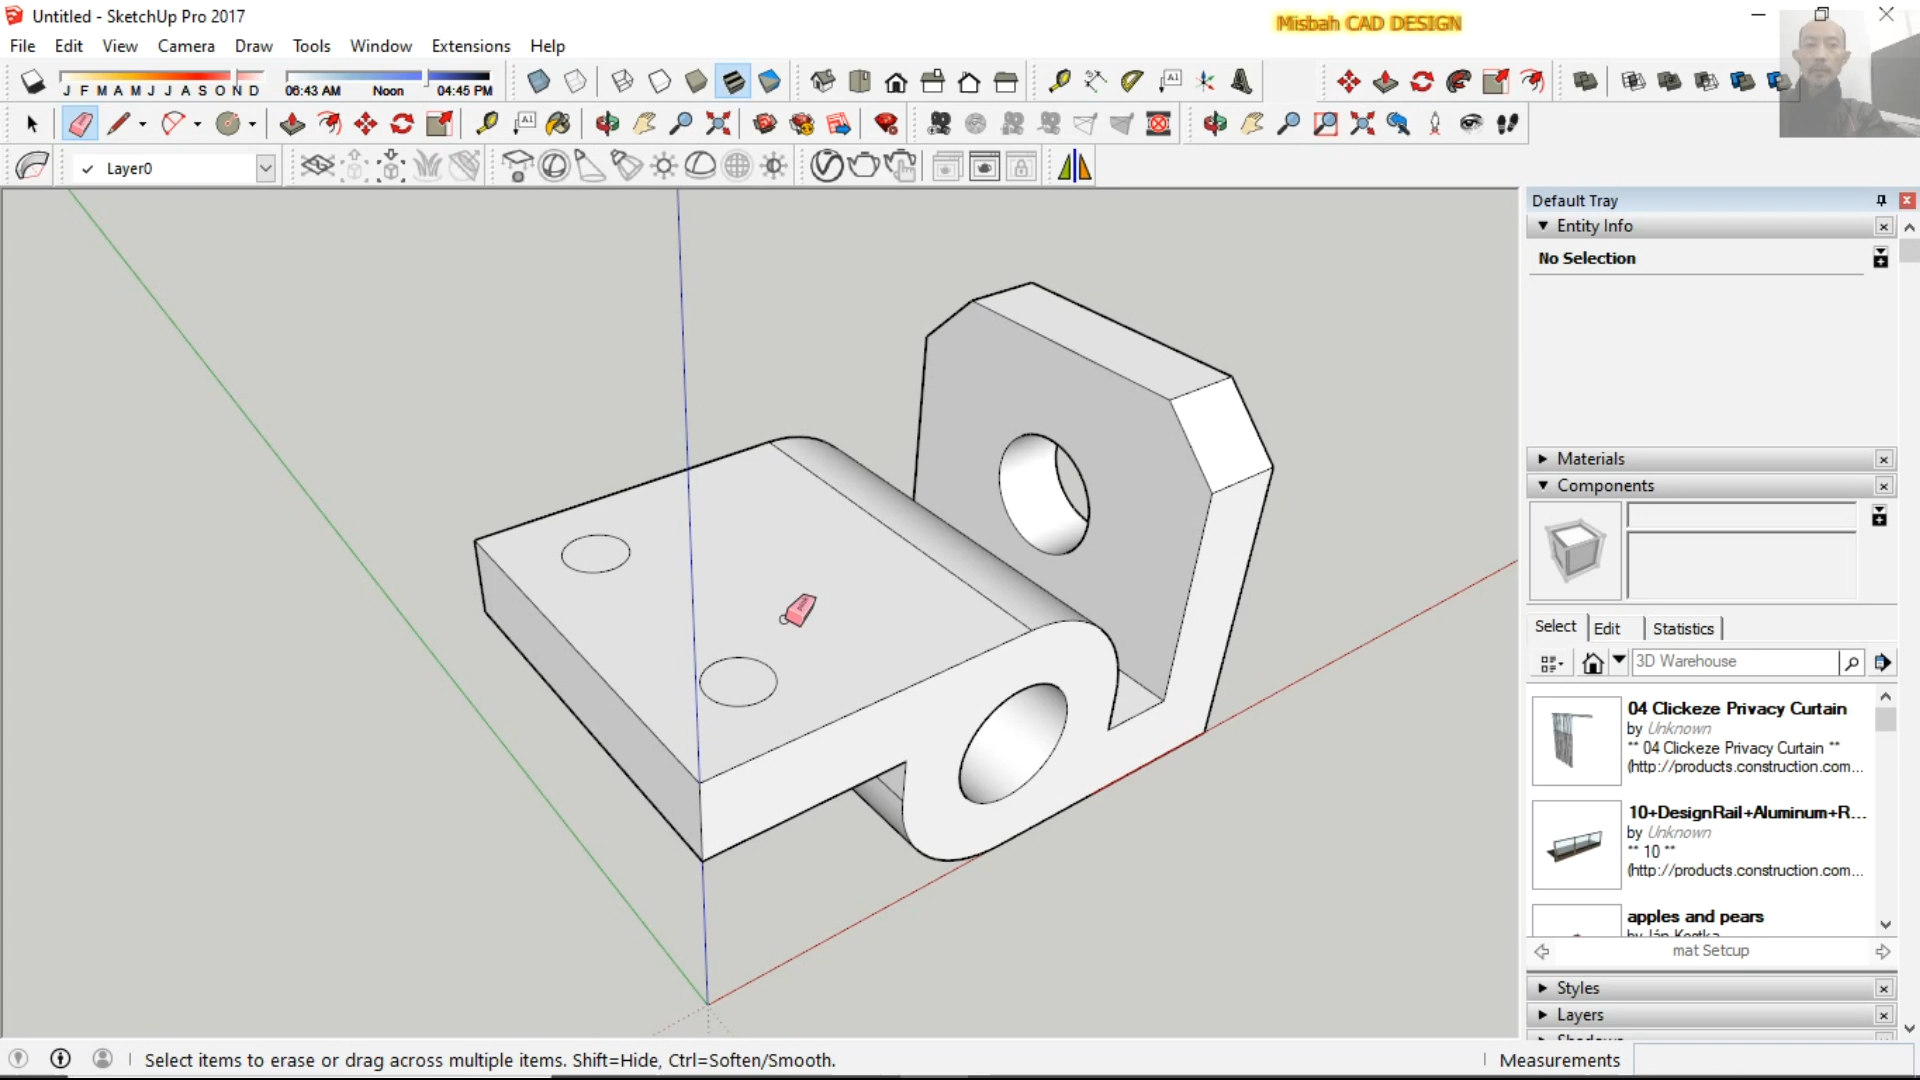 Untitled - SketchUp Pro 2017
Misbah CAD DESIGN
File Edit View Camera Draw Tools Window Extensions Help
J F M A M J J A S O N D
06:43 AM Noon 04:45 PM
Layer0
Default Tray
Entity Info
No Selection
Materials
Components
Select Edit Statistics
3D Warehouse
04 Clickeze Privacy Curtain
by Unknown
** 04 Clickeze Privacy Curtain **
(http://products.construction.com...
10+DesignRail+Aluminum+R...
by Unknown
** 10 **
(http://products.construction.com...
apples and pears
mat Setcup
Styles
Layers
Select items to erase or drag across multiple items. Shift=Hide, Ctrl=Soften/Smooth.
Measurements